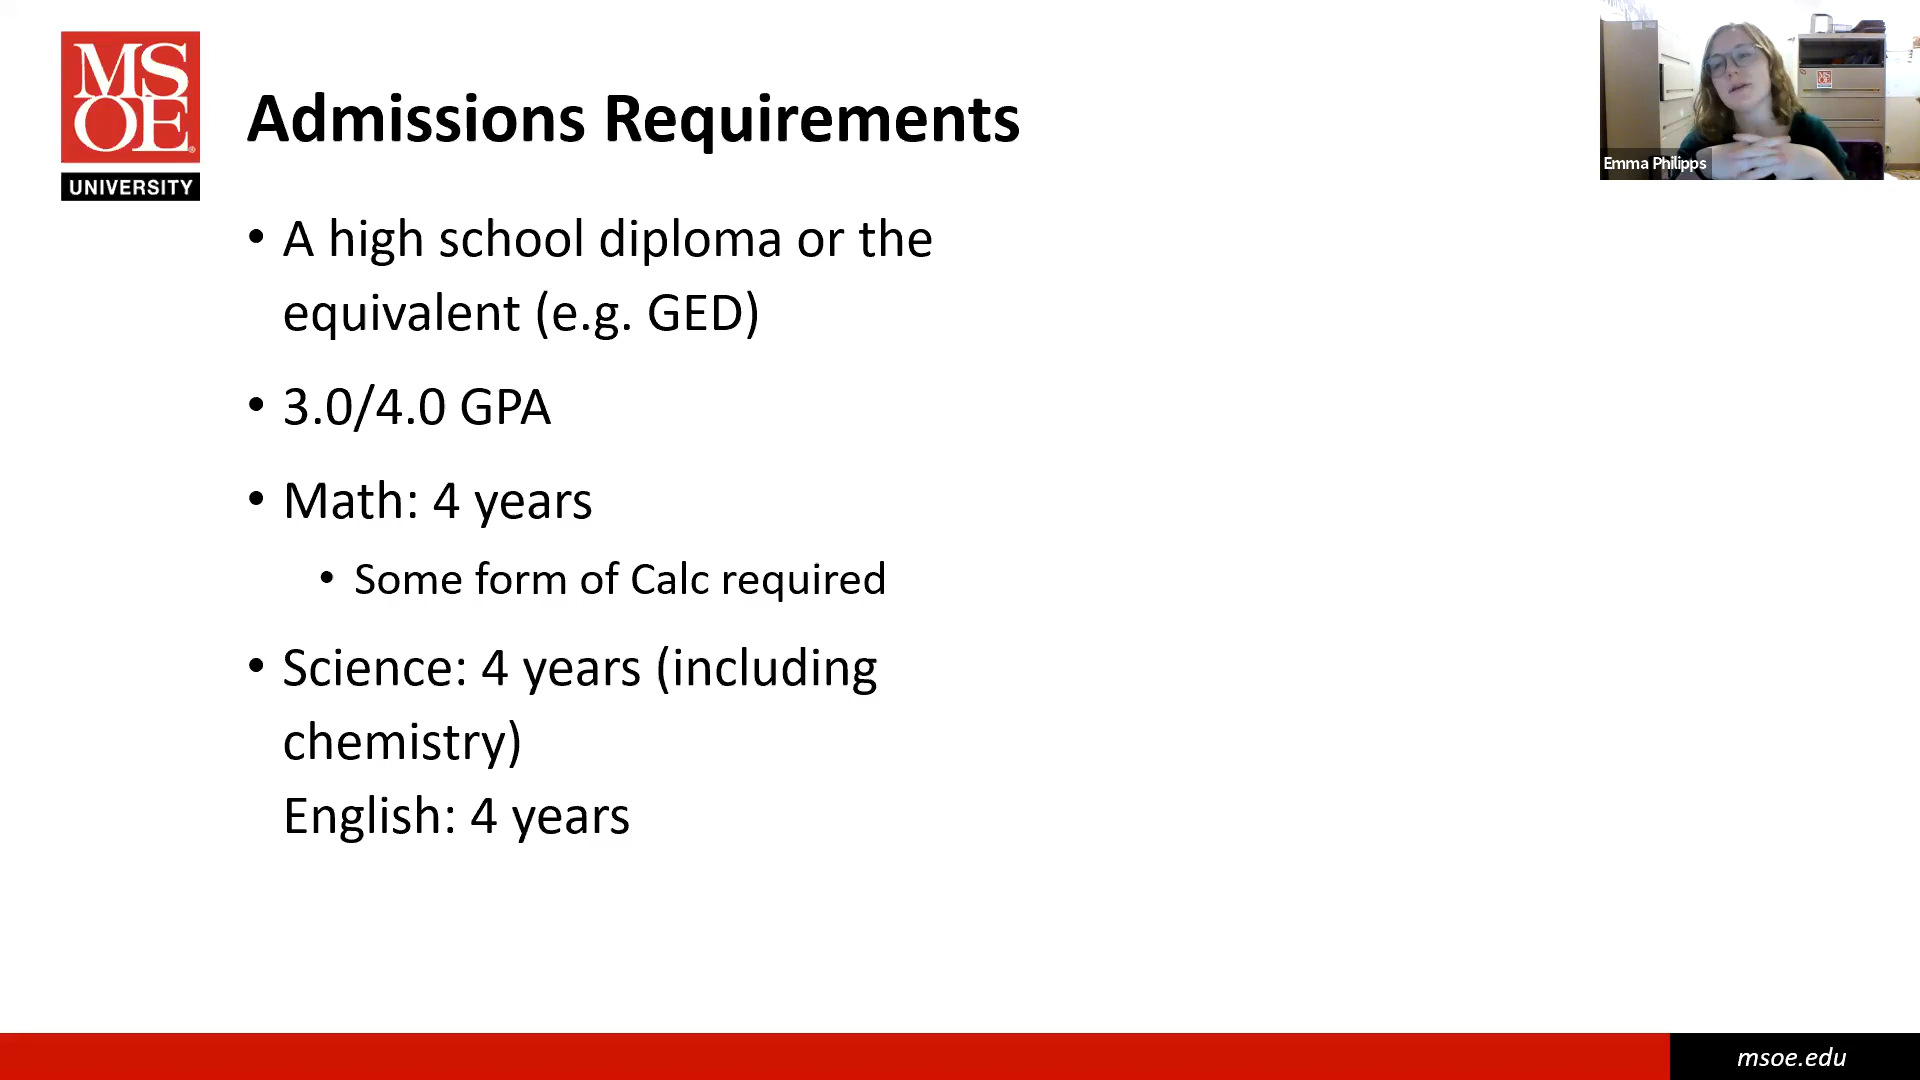 MS
OE
UNIVERSITY
Admissions Requirements
Emma Philipps
• A high school diploma or the
equivalent (e.g. GED)
• 3.0/4.0 GPA
• Math: 4 years
• Some form of Calc required
• Science: 4 years (including
chemistry)
English: 4 years
msoe.edu